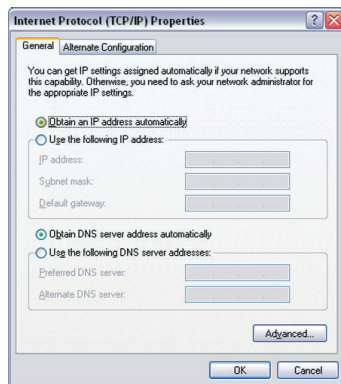 Internet Protocol (TCP/IP) Properties
General
Alternate Configuration
You can get IP settings assigned automatically if your network supports
this capability. Otherwise, you need to ask your network administrator for
the appropriate IP settings.
Obtain an IP address automatically
Use the following IP address:
IP address:
Subnet mask:
Default gateway:
Obtain DNS server address automatically
Use the following DNS server addresses:
Preferred DNS server:
Alternate DNS server:
Advanced...
OK
Cancel